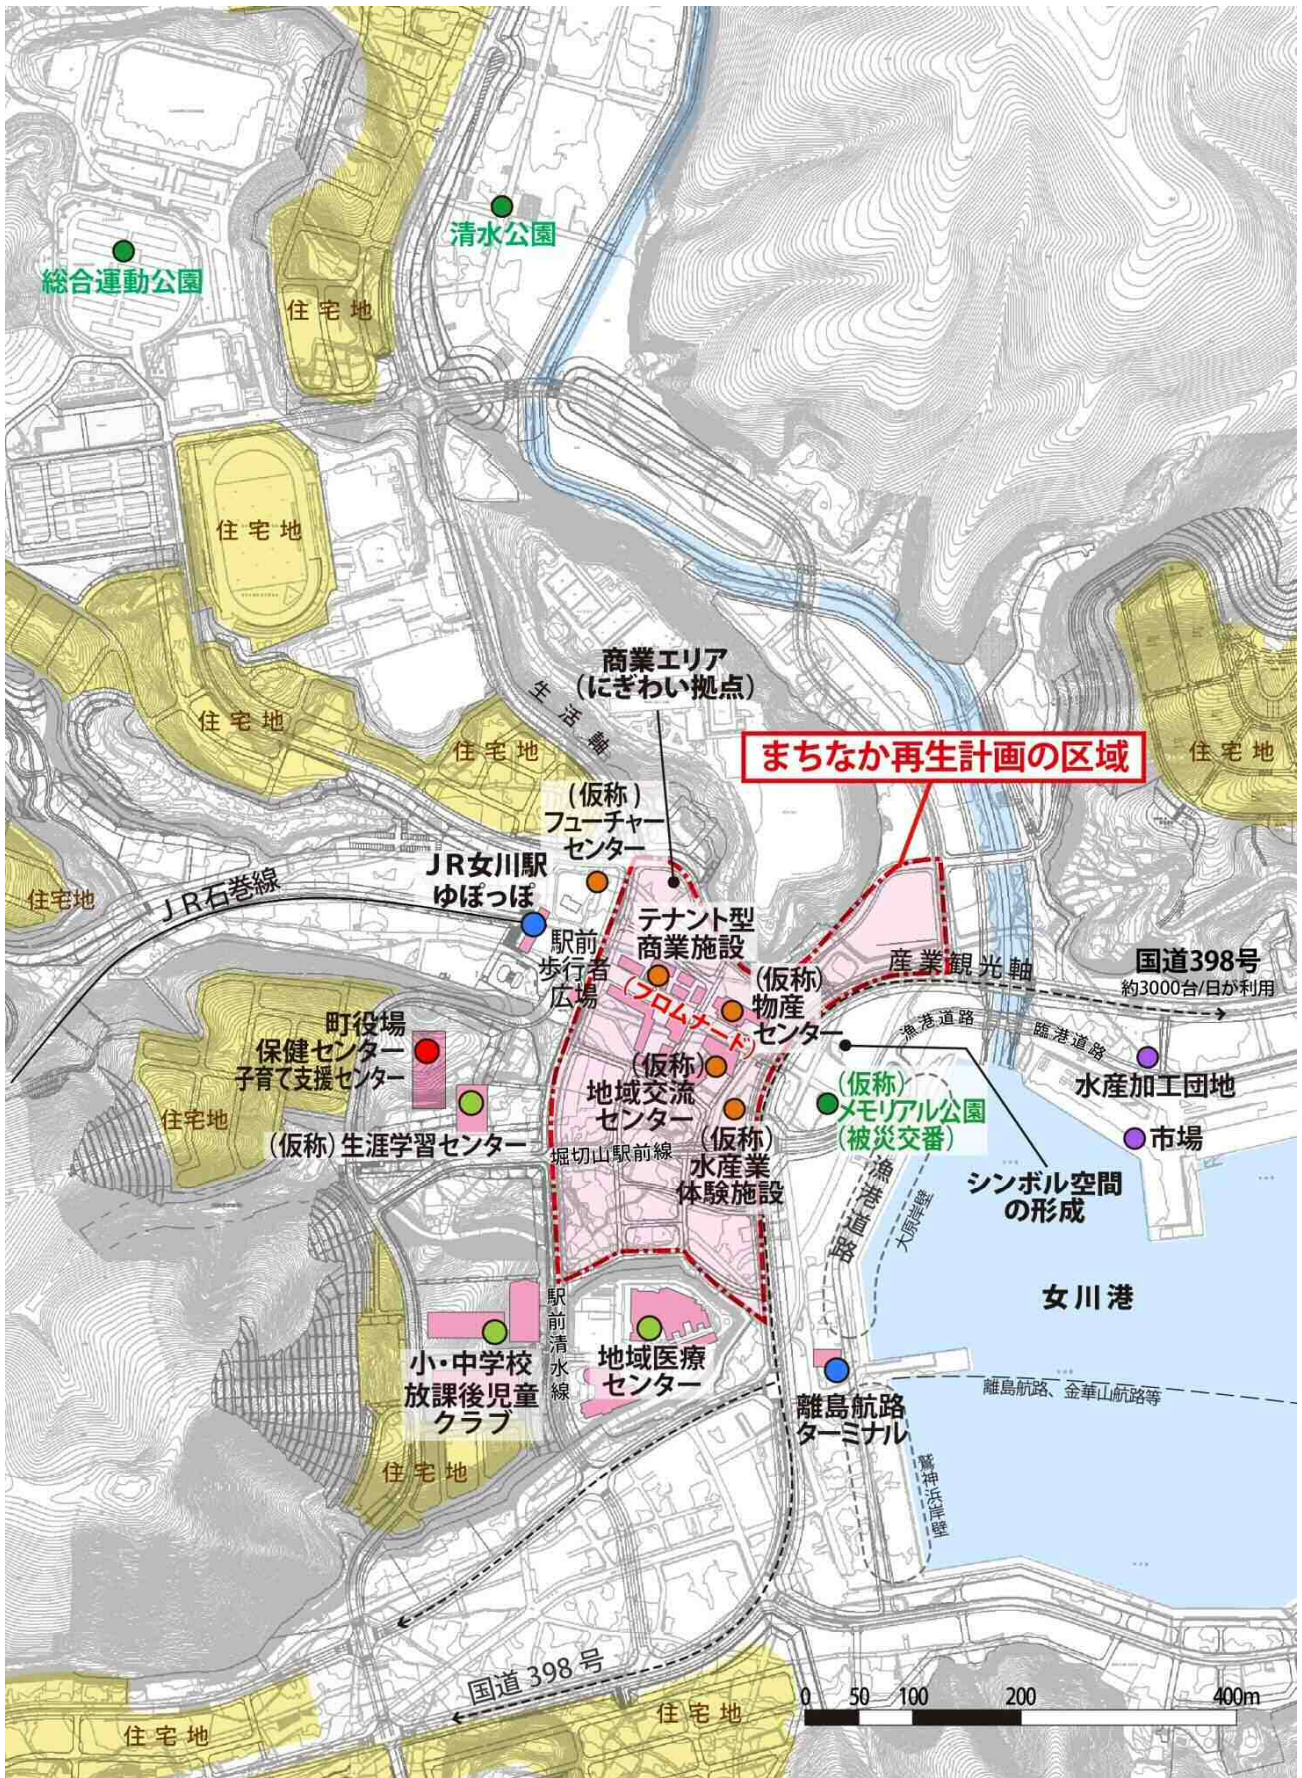 清水公園
総合運動公園
住宅地
住宅地
商業エリア
(にぎわい拠点)
生活軸
住宅地
住宅地
住宅地
まちなか再生計画の区域
(仮称)
フューチャー
センター
JR女川駅
ゆぽっぽ
JR石巻線
住宅地
テナント型
商業施設
駅前
歩行者
広場
産業観光軸
国道398号
約3000台/日が利用
(仮称)
物産
センター
(プロムナード)
漁港道路
臨港道路
町役場
保健センター
子育て支援センター
水産加工団地
(仮称)
地域交流
センター
(仮称)
メモリアル公園
(被災交番)
住宅地
(仮称)生涯学習センター
市場
堀切山駅前線
(仮称)
水産業
体験施設
漁港道路
大原岸壁
シンボル空間
の形成
女川港
駅前清水線
小・中学校
放課後児童
クラブ
地域医療
センター
離島航路
ターミナル
離島航路、金華山航路等
住宅地
鷲神浜岸壁
国道398号
0 50 100 200 400m
住宅地
住宅地